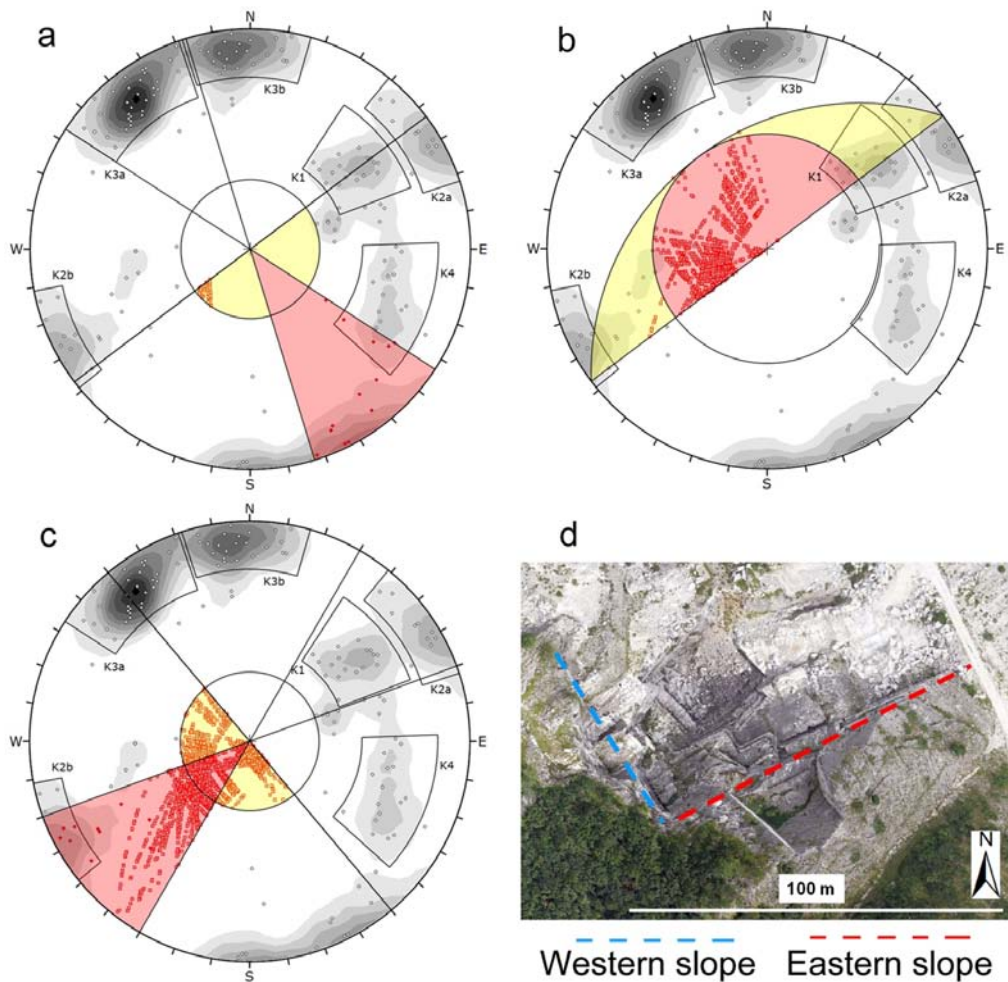 a
N
K3b
K3a
K1
K2a
W
E
K2b
K4
S
b
N
K3b
K3a
K1
K2a
W
E
K2b
K4
S
c
N
K3b
K3a
K1
K2a
W
E
K2b
K4
S
d
N
100 m
Western slope Eastern slope